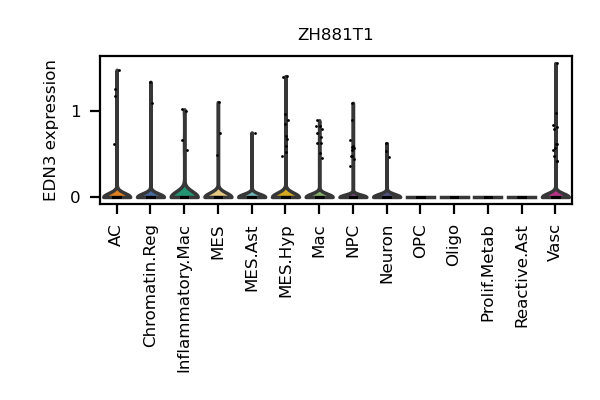 ZH881T1
EDN3 expression
1
0
AC
Chromatin.Reg
Inflammatory.Mac
MES
MES.Ast
MES.Hyp
Mac
NPC
Neuron
OPC
Oligo
Prolif.Metab
Reactive.Ast
Vasc